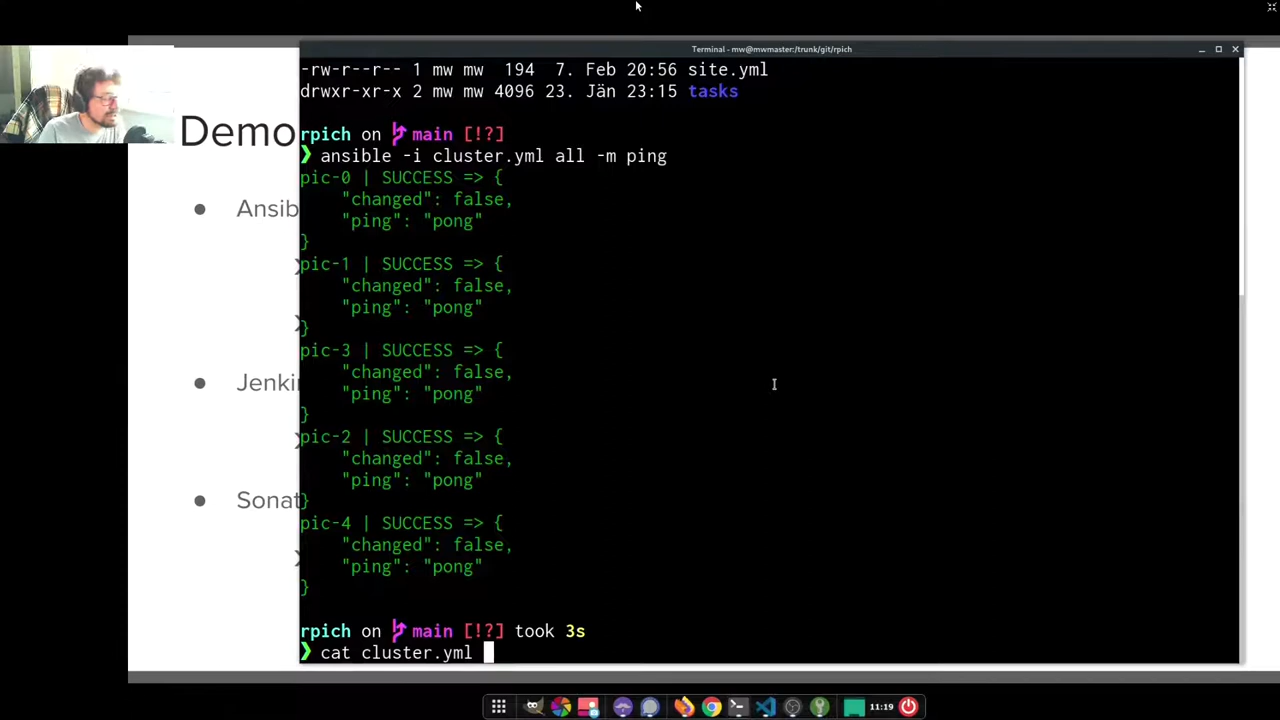 Terminal - mw@mwmaster:/trunk/git/rpich
-rw-r--r-- 1 mw mw  194  7. Feb 20:56 site.yml
drwxr-xr-x 2 mw mw 4096 23. Jän 23:15 tasks
Demo
rpich on main [!?]
❯ ansible -i cluster.yml all -m ping
pic-0 | SUCCESS => {
    "changed": false,
    "ping": "pong"
}
pic-1 | SUCCESS => {
    "changed": false,
    "ping": "pong"
}
pic-3 | SUCCESS => {
    "changed": false,
    "ping": "pong"
}
pic-2 | SUCCESS => {
    "changed": false,
    "ping": "pong"
}
pic-4 | SUCCESS => {
    "changed": false,
    "ping": "pong"
}
rpich on main [!?] took 3s
❯ cat cluster.yml
Ansib
Jenki
Sonat
11:19